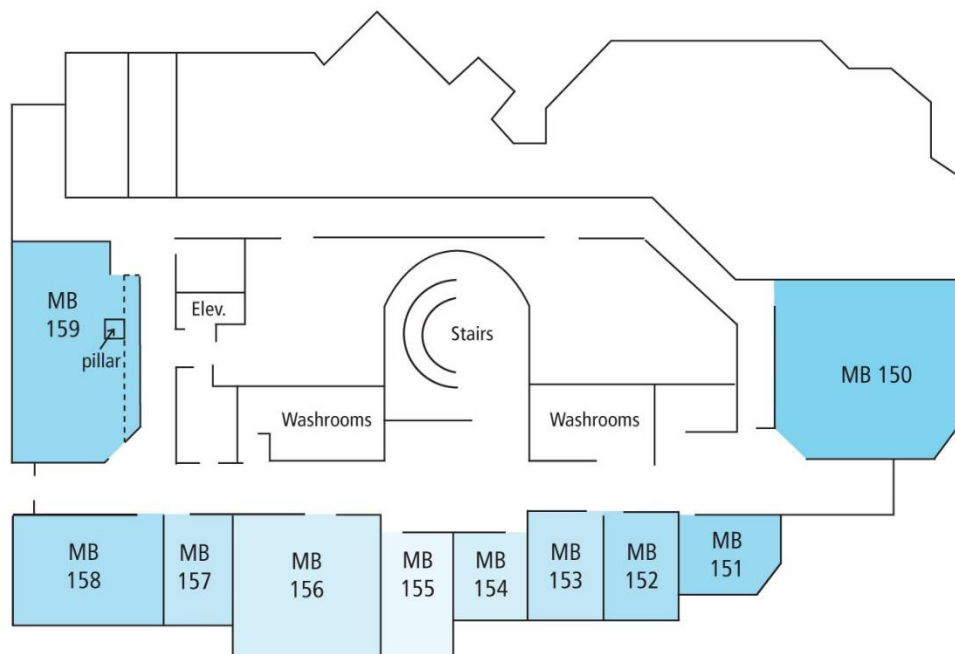 MB
159
pillar
Elev.
Stairs
Washrooms
Washrooms
MB 150
MB
158
MB
157
MB
156
MB
155
MB
154
MB
153
MB
152
MB
151